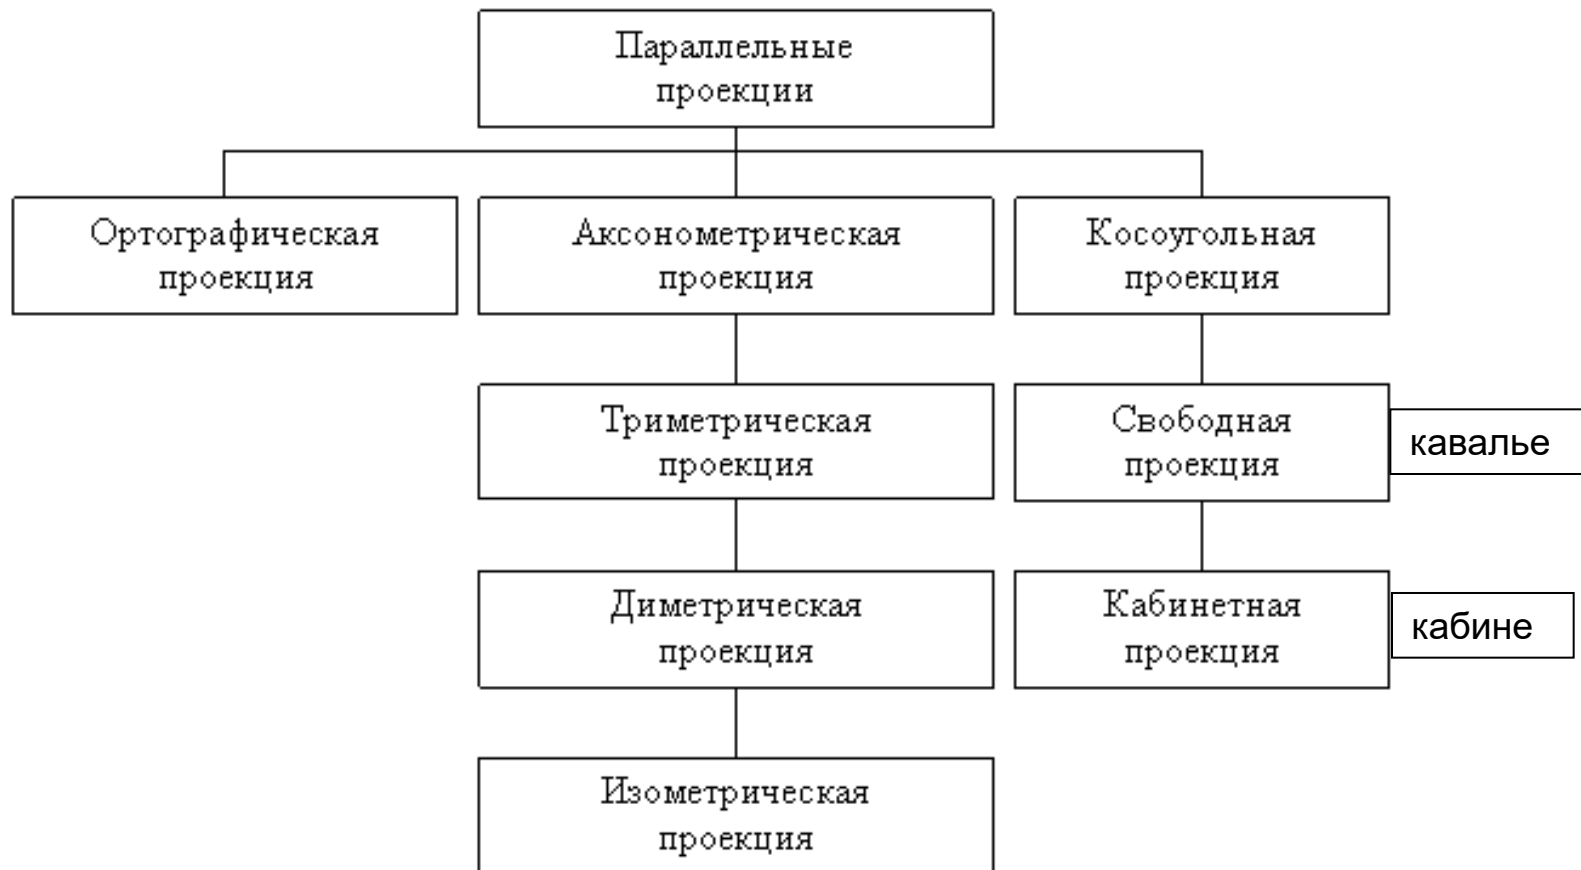 Параллельные
проекции
Ортографическая
проекция
Аксонометрическая
проекция
Косоугольная
проекция
Триметрическая
проекция
Свободная
проекция
кавалье
Диметрическая
проекция
Кабинетная
проекция
кабине
Изометрическая
проекция